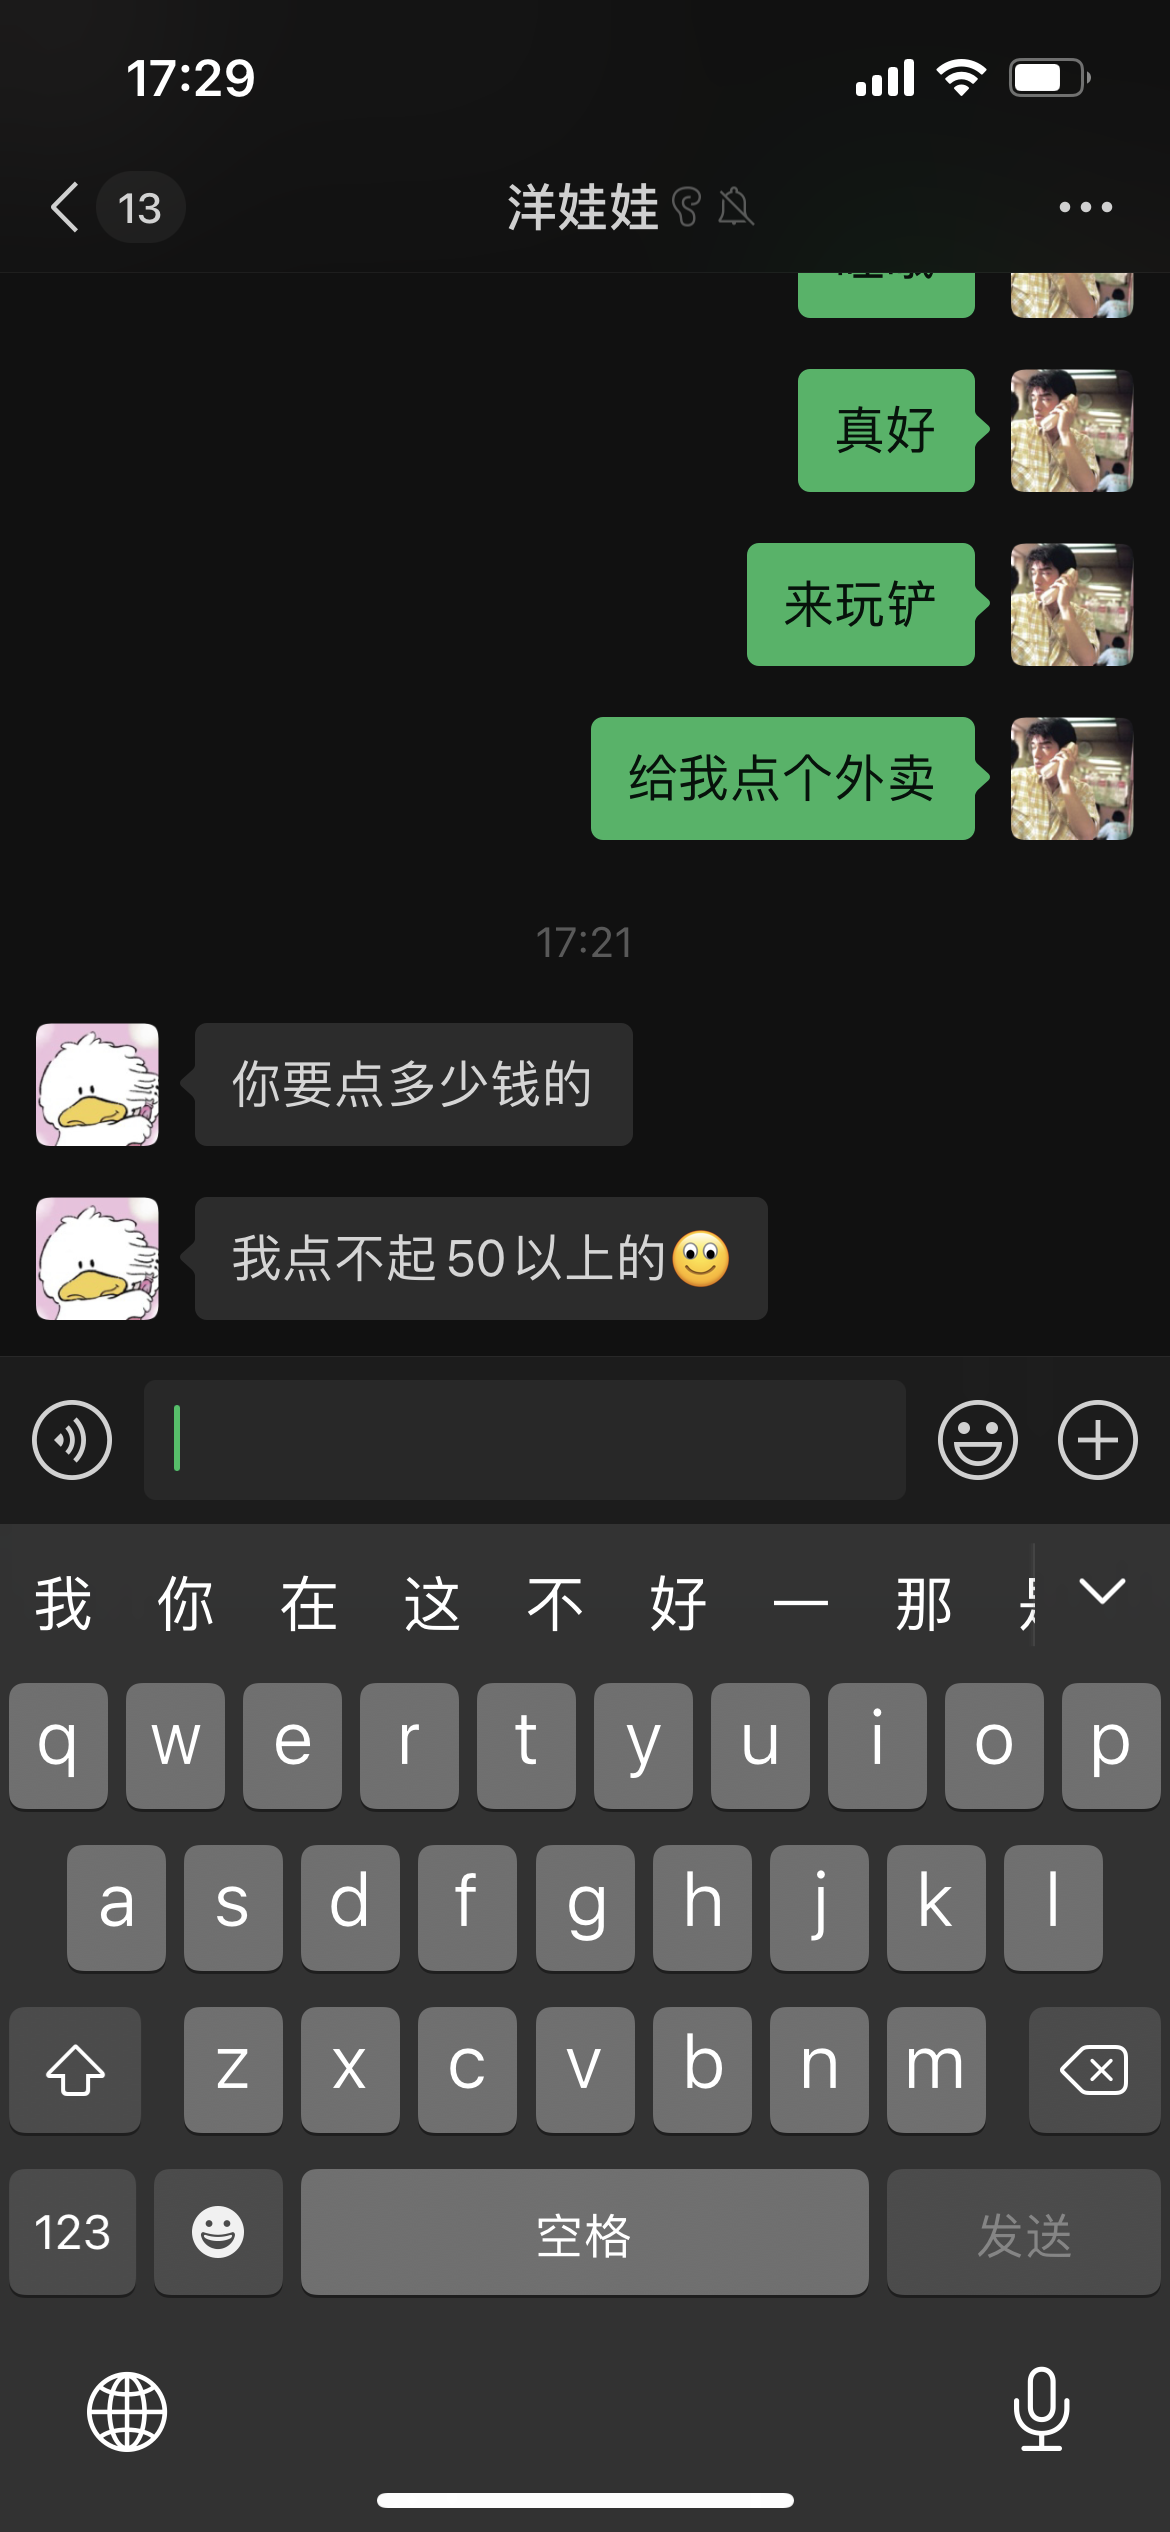 17:29
13
洋娃娃
真好
来玩铲
给我点个外卖
17:21
你要点多少钱的
我点不起50以上的
我 你 在 这 不 好 一 那
q w e r t y u i o p
a s d f g h j k l
z x c v b n m
123 空格 发送